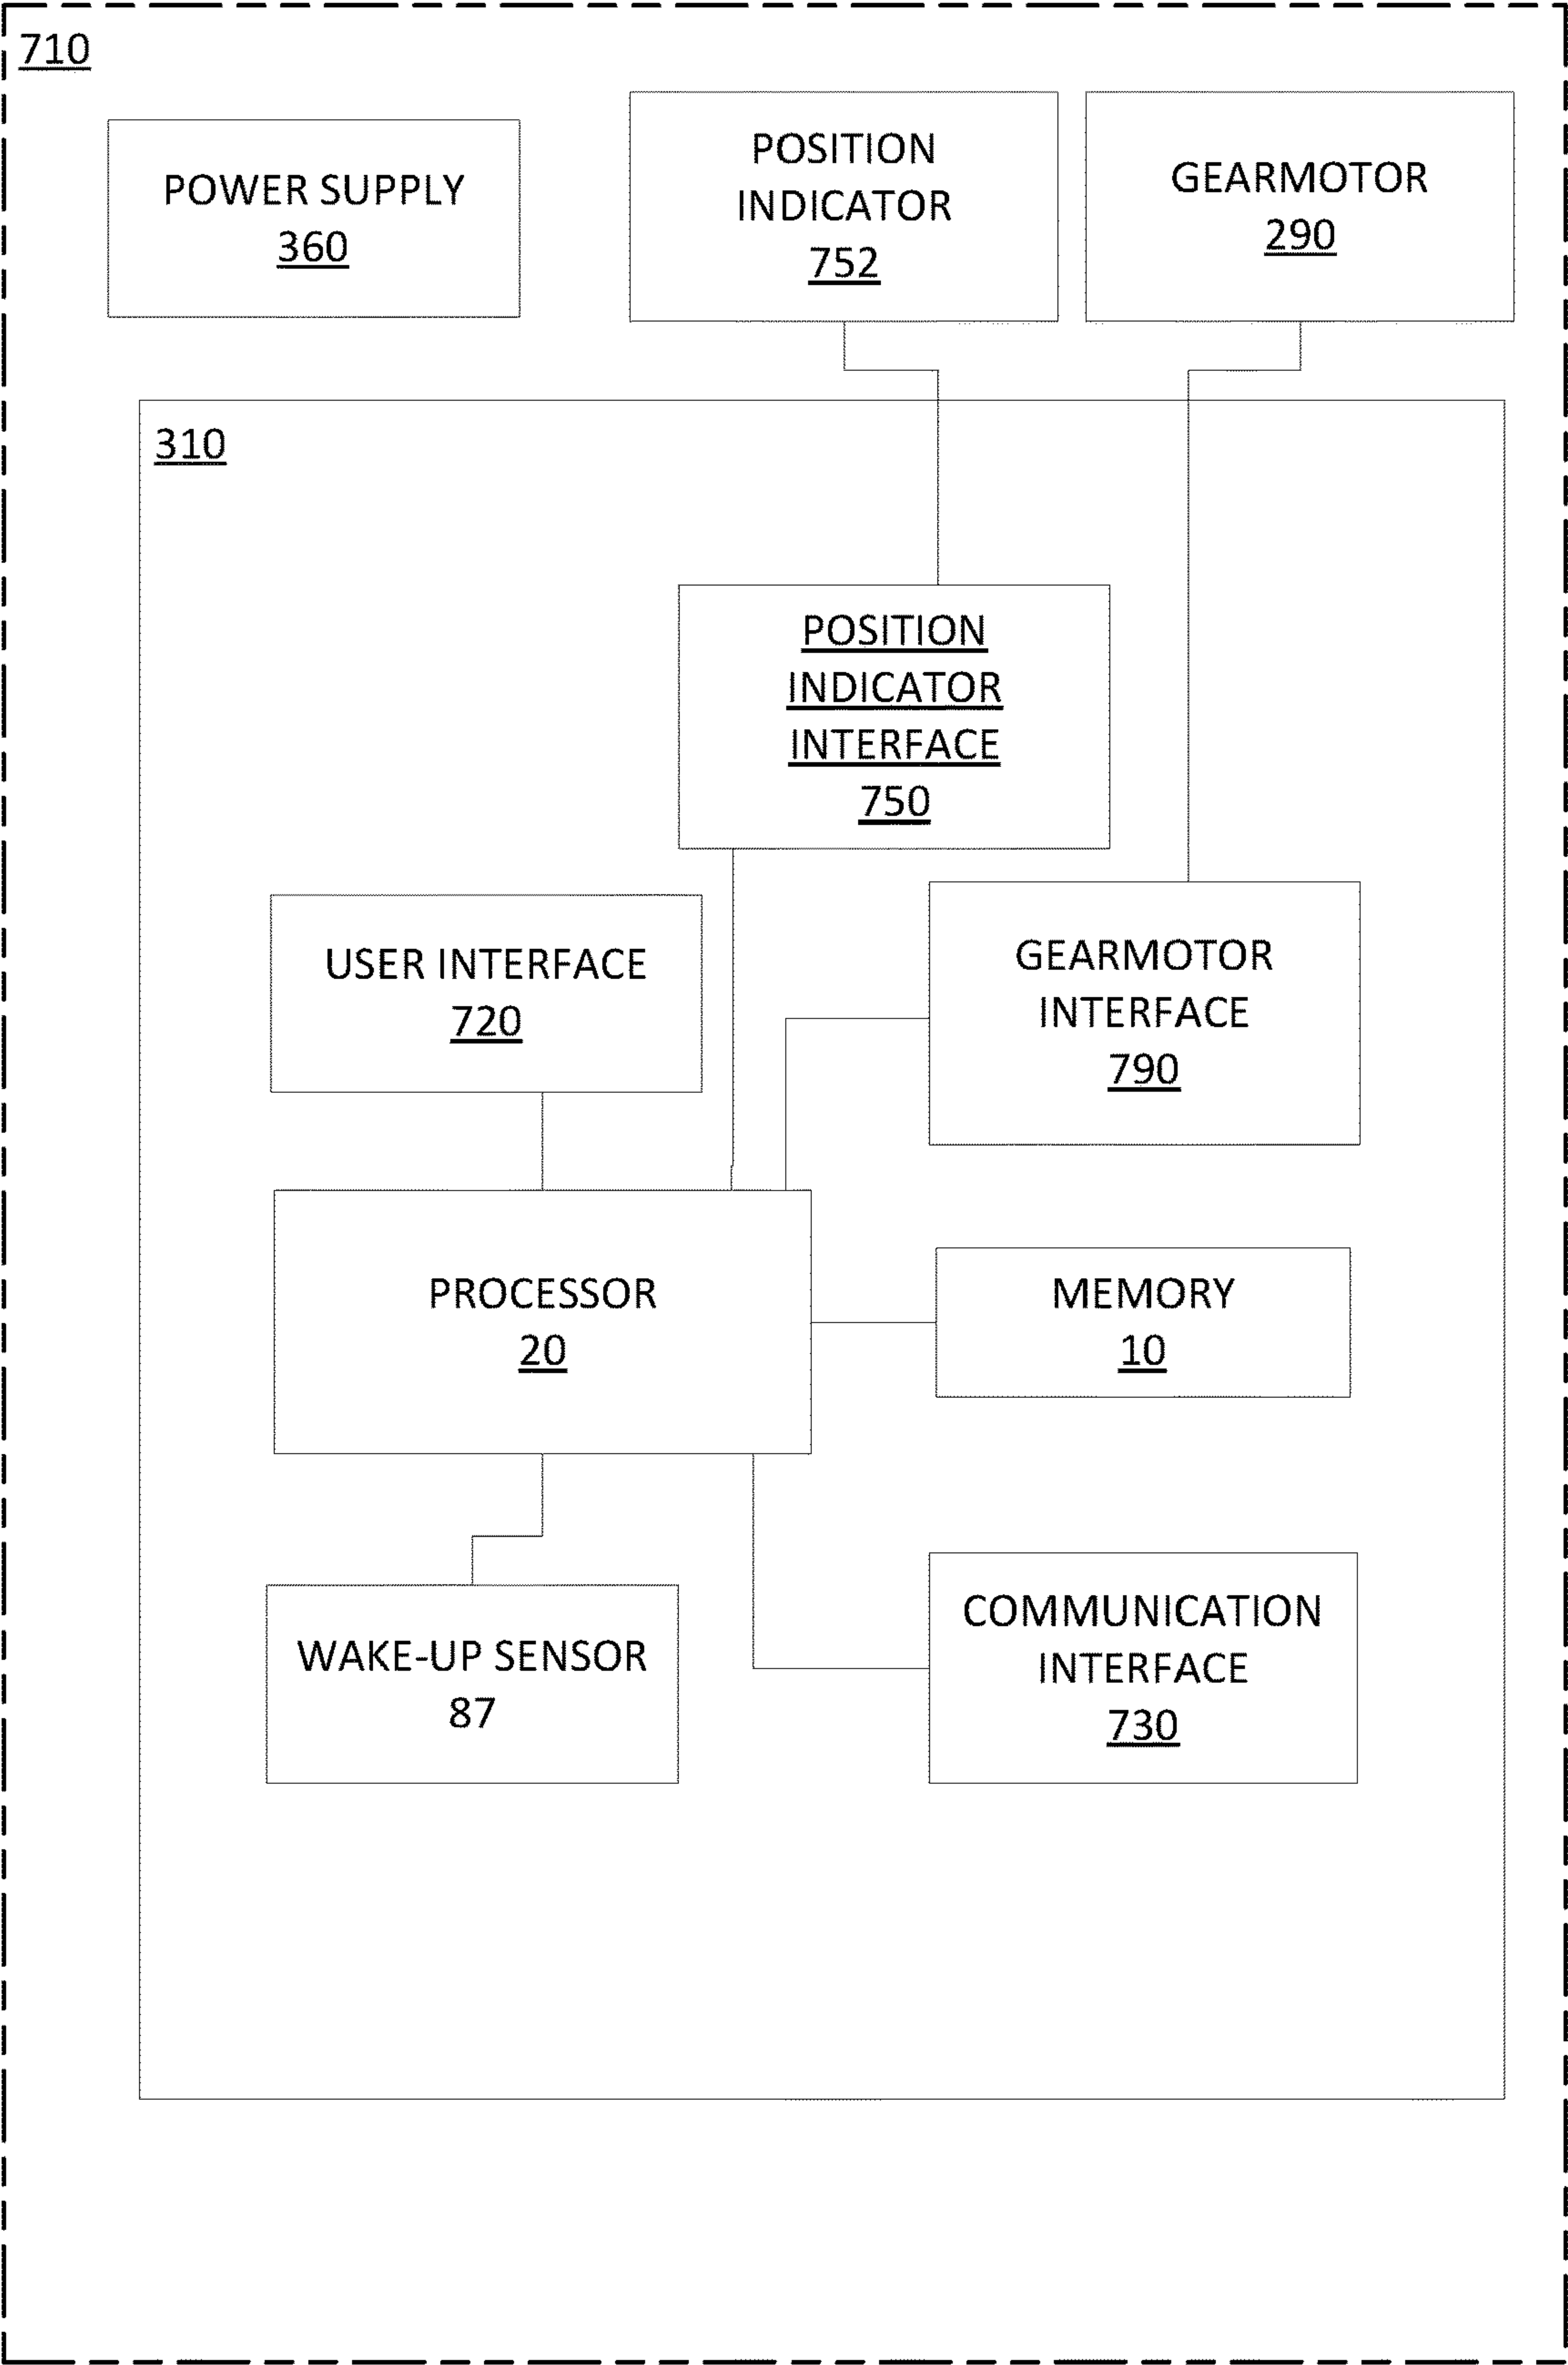 710
POWER SUPPLY
360
POSITION
INDICATOR
752
GEARMOTOR
290
310
POSITION
INDICATOR
INTERFACE
750
USER INTERFACE
720
GEARMOTOR
INTERFACE
790
PROCESSOR
20
MEMORY
10
WAKE-UP SENSOR
87
COMMUNICATION
INTERFACE
730